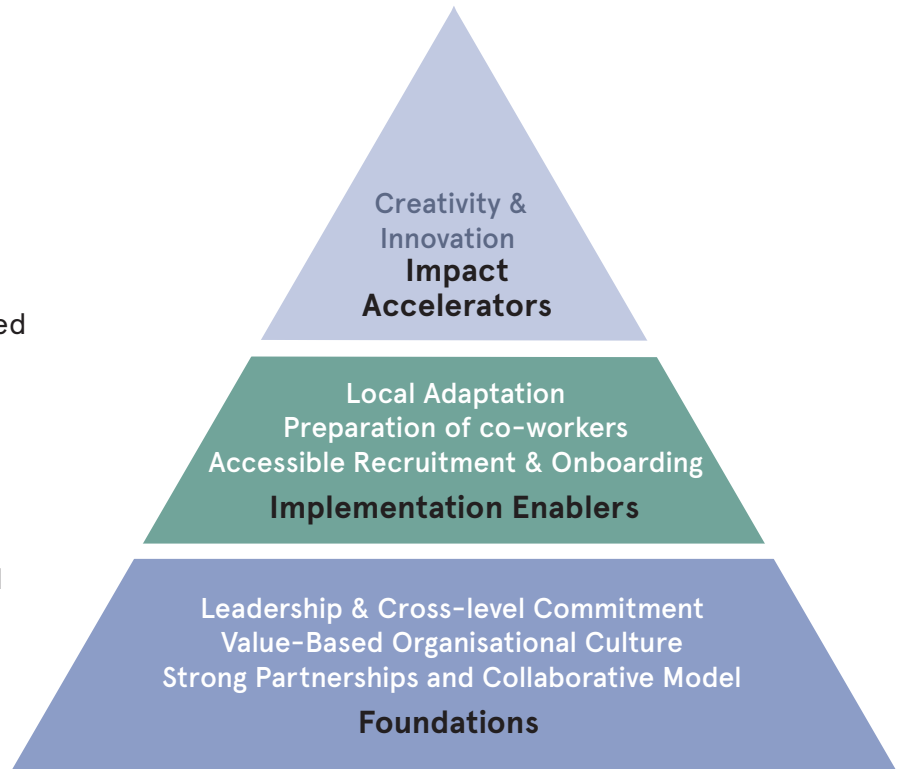 Creativity &
Innovation
Impact
Accelerators
ed
Local Adaptation
Preparation of co-workers
Accessible Recruitment & Onboarding
Implementation Enablers
Leadership & Cross-level Commitment
Value-Based Organisational Culture
Strong Partnerships and Collaborative Model
Foundations